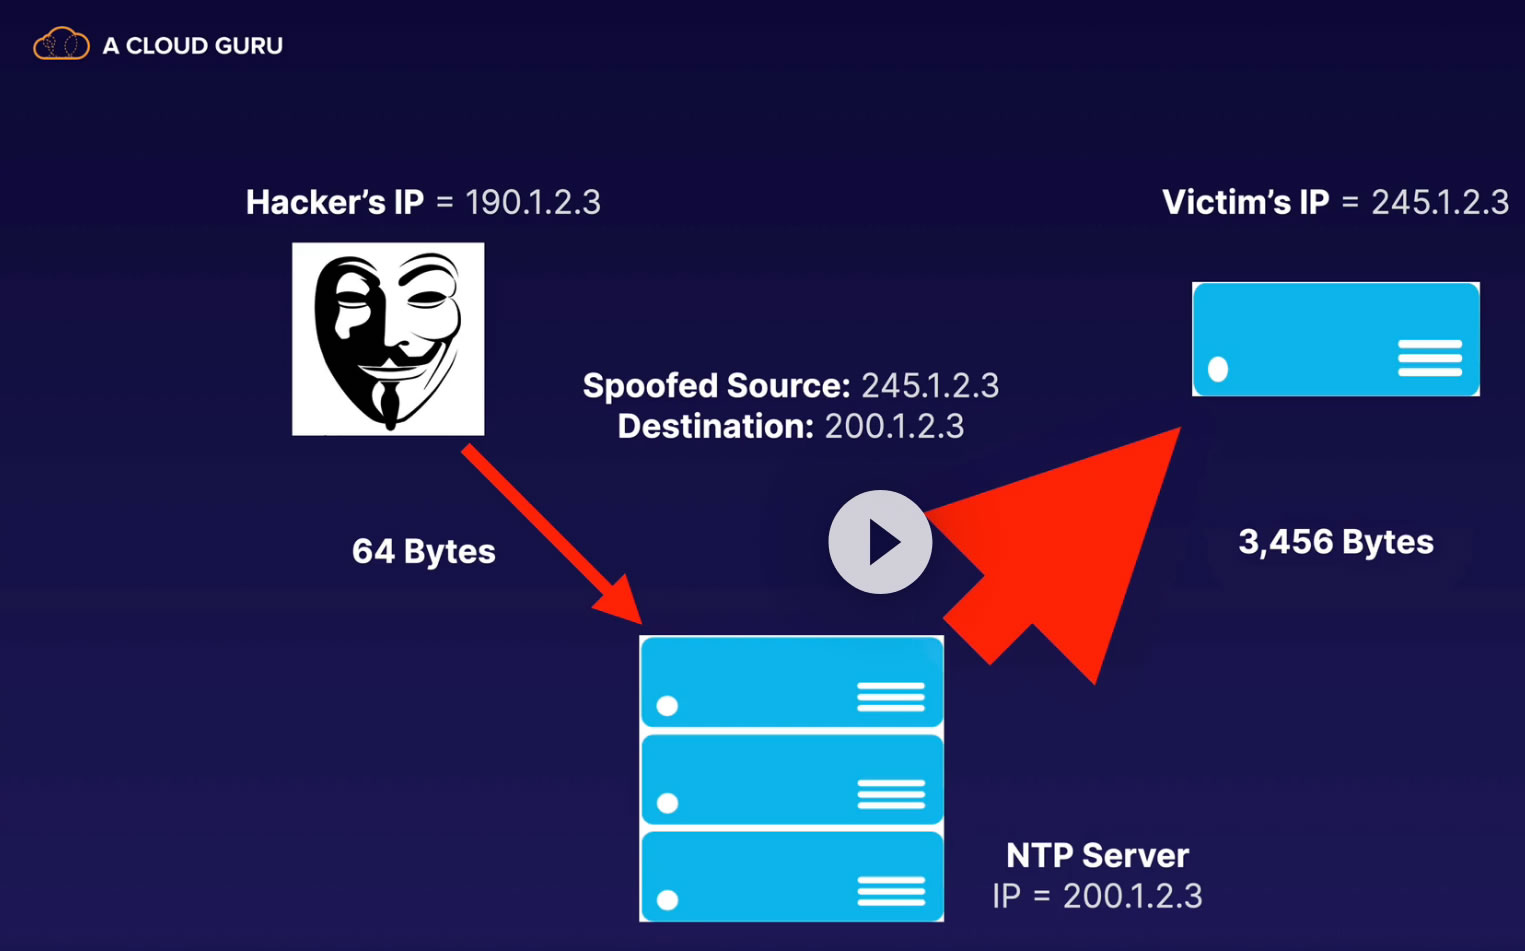 A CLOUD GURU
Hacker's IP = 190.1.2.3
Victim's IP = 245.1.2.3
Spoofed Source: 245.1.2.3
Destination: 200.1.2.3
64 Bytes
3,456 Bytes
NTP Server
IP = 200.1.2.3